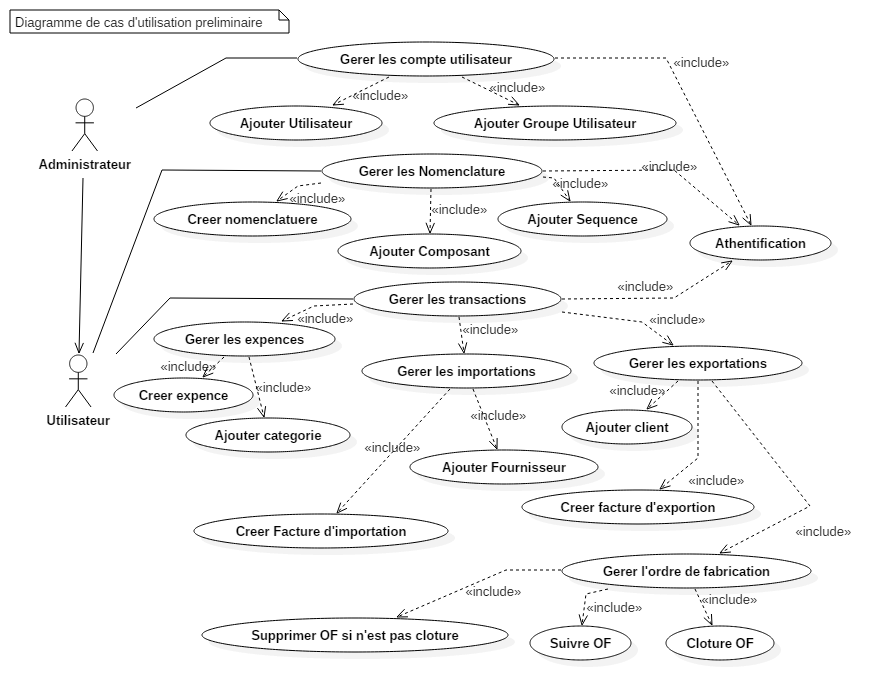 Diagramme de cas d'utilisation preliminaire
Gerer les compte utilisateur
«include»
«include»
«include»
Ajouter Utilisateur
Ajouter Groupe Utilisateur
Administrateur
Gerer les Nomenclature
«include»
«include»
«include»
«include»
Creer nomenclatuere
Ajouter Sequence
Ajouter Composant
Athentification
Gerer les transactions
«include»
«include»
«include»
«include»
Gerer les expences
Gerer les importations
Gerer les exportations
«include»
«include»
«include»
Creer expence
Utilisateur
Ajouter categorie
«include»
Ajouter client
«include»
Ajouter Fournisseur
«include»
Creer facture d'exportion
Creer Facture d'importation
«include»
Gerer l'ordre de fabrication
«include»
«include»
«include»
Supprimer OF si n'est pas cloture
Suivre OF
Cloture OF